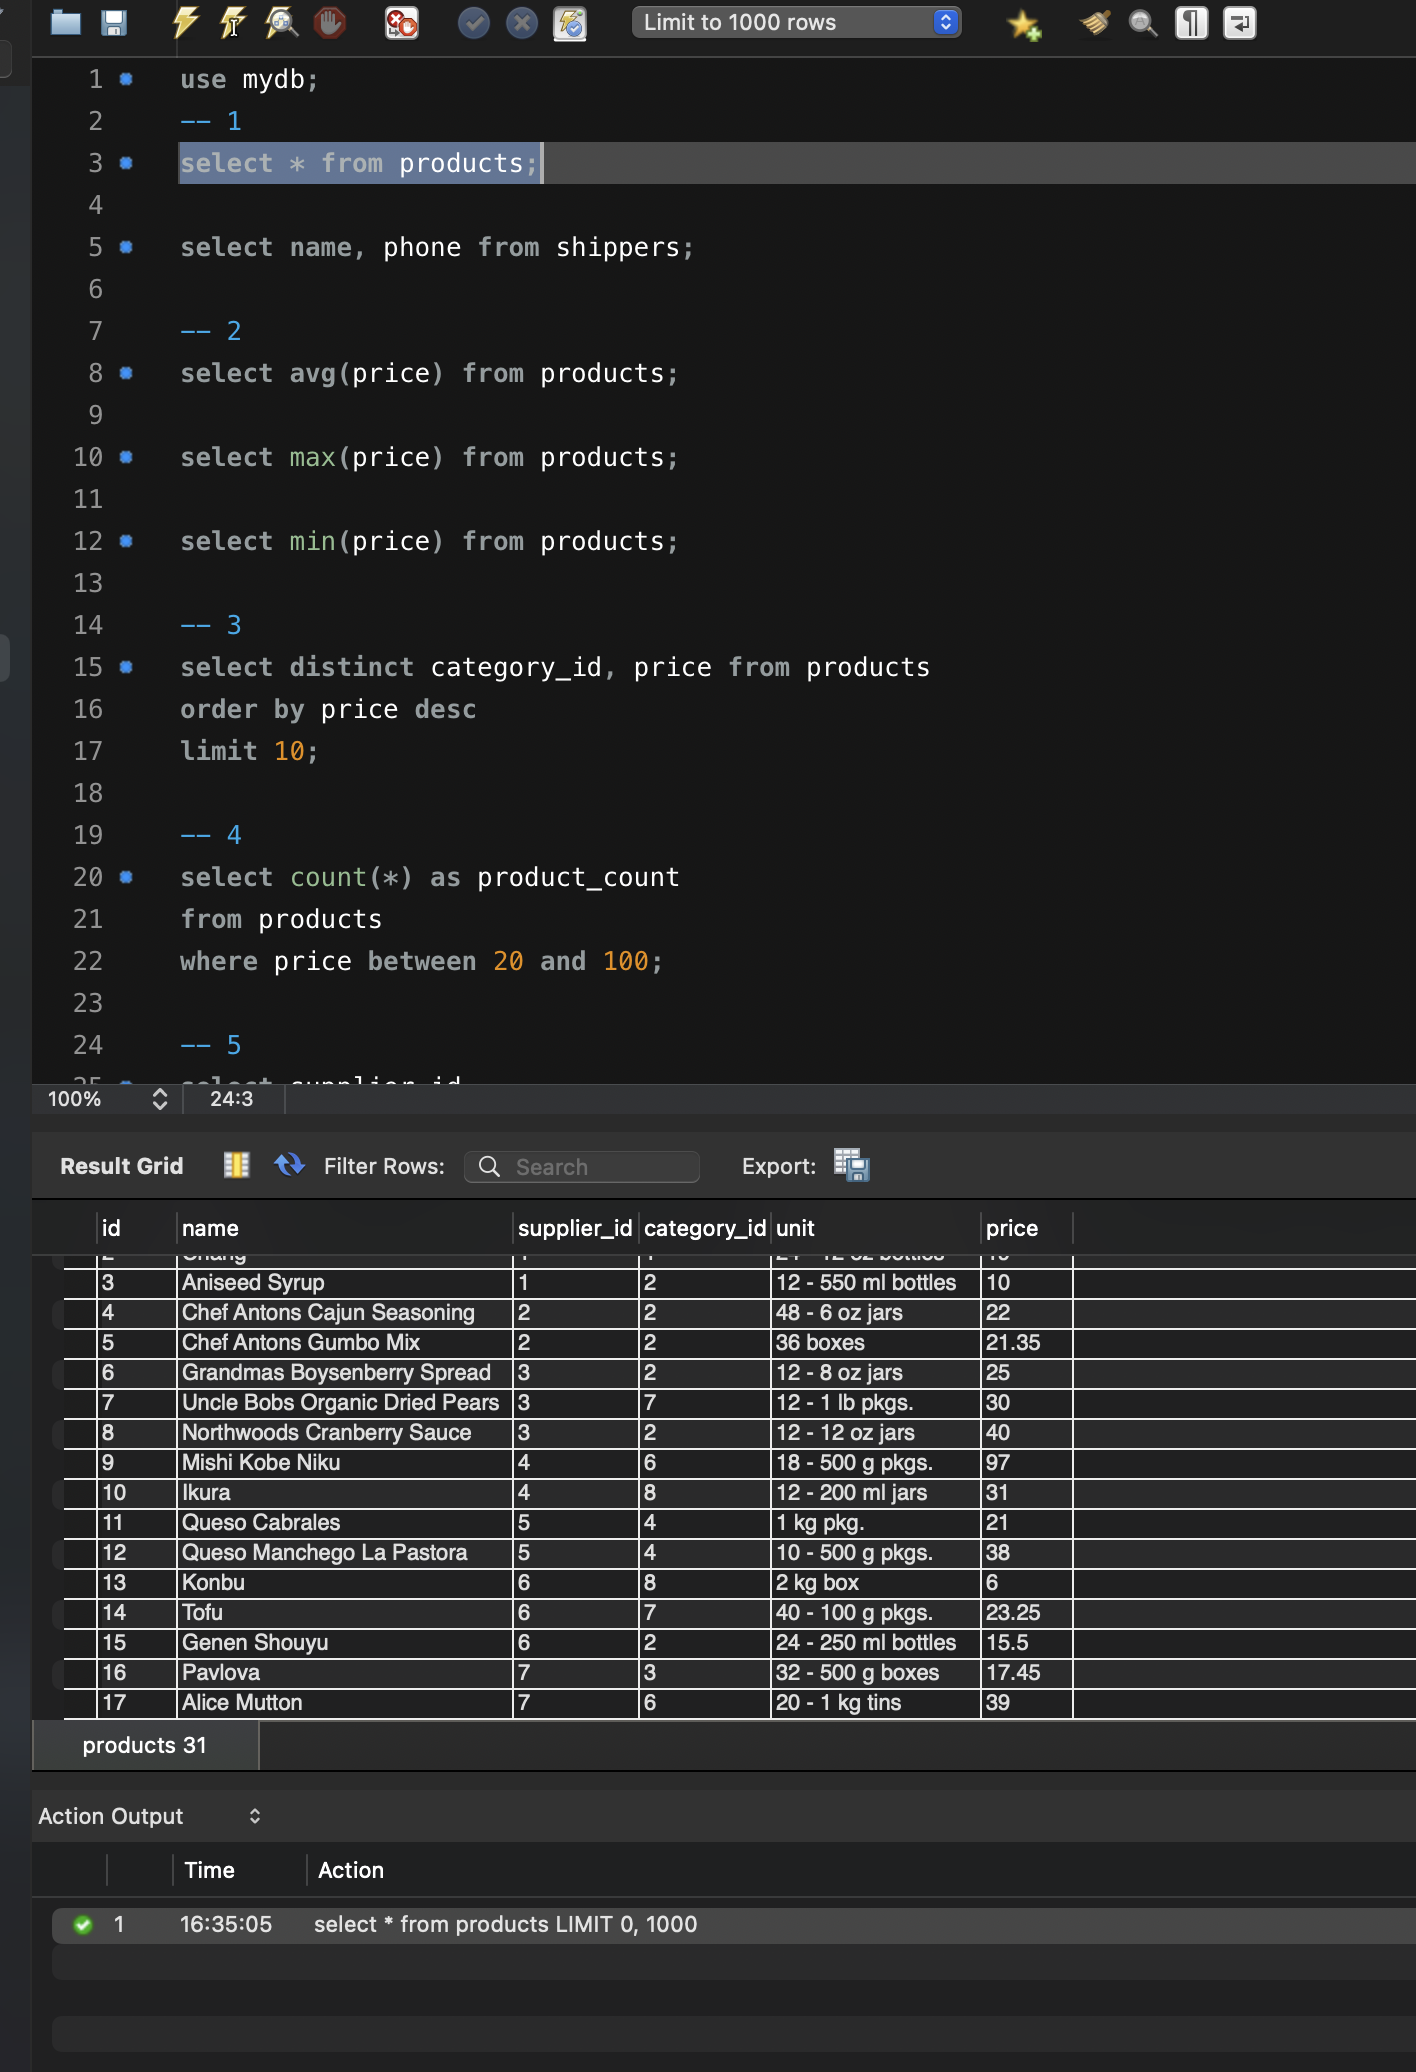 Limit to 1000 rows
1 use mydb;
2 -- 1
3 select * from products;
4
5 select name, phone from shippers;
6
7 -- 2
8 select avg(price) from products;
9
10 select max(price) from products;
11
12 select min(price) from products;
13
14 -- 3
15 select distinct category_id, price from products
16 order by price desc
17 limit 10;
18
19 -- 4
20 select count(*) as product_count
21 from products
22 where price between 20 and 100;
23
24 -- 5
25 select supplier_id
100% 24:3
Result Grid Filter Rows: Search Export:
id name supplier_id category_id unit price
2 Chang 1 1 24 - 12 oz bottles 19
3 Aniseed Syrup 1 2 12 - 550 ml bottles 10
4 Chef Antons Cajun Seasoning 2 2 48 - 6 oz jars 22
5 Chef Antons Gumbo Mix 2 2 36 boxes 21.35
6 Grandmas Boysenberry Spread 3 2 12 - 8 oz jars 25
7 Uncle Bobs Organic Dried Pears 3 7 12 - 1 lb pkgs. 30
8 Northwoods Cranberry Sauce 3 2 12 - 12 oz jars 40
9 Mishi Kobe Niku 4 6 18 - 500 g pkgs. 97
10 Ikura 4 8 12 - 200 ml jars 31
11 Queso Cabrales 5 4 1 kg pkg. 21
12 Queso Manchego La Pastora 5 4 10 - 500 g pkgs. 38
13 Konbu 6 8 2 kg box 6
14 Tofu 6 7 40 - 100 g pkgs. 23.25
15 Genen Shouyu 6 2 24 - 250 ml bottles 15.5
16 Pavlova 7 3 32 - 500 g boxes 17.45
17 Alice Mutton 7 6 20 - 1 kg tins 39
products 31
Action Output
Time Action
1 16:35:05 select * from products LIMIT 0, 1000